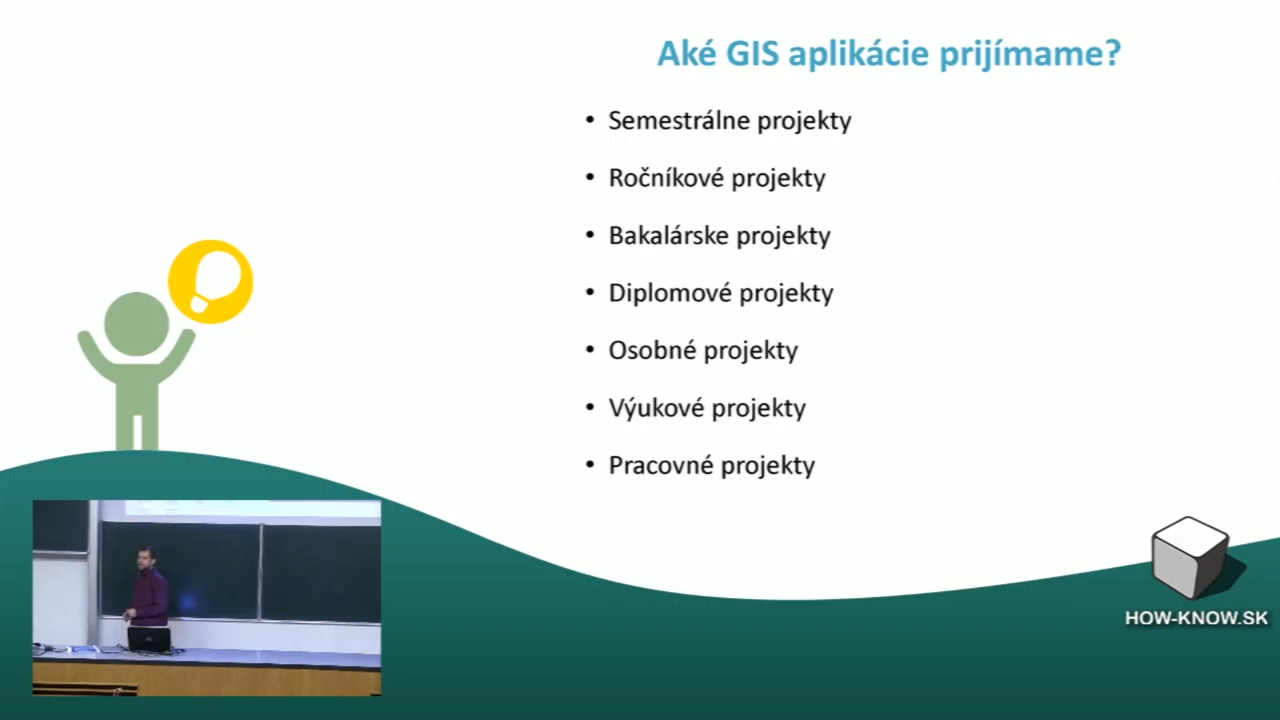 Aké GIS aplikácie prijímame?
• Semestrálne projekty
• Ročníkové projekty
• Bakalárske projekty
• Diplomové projekty
• Osobné projekty
• Výukové projekty
• Pracovné projekty
HOW-KNOW.SK